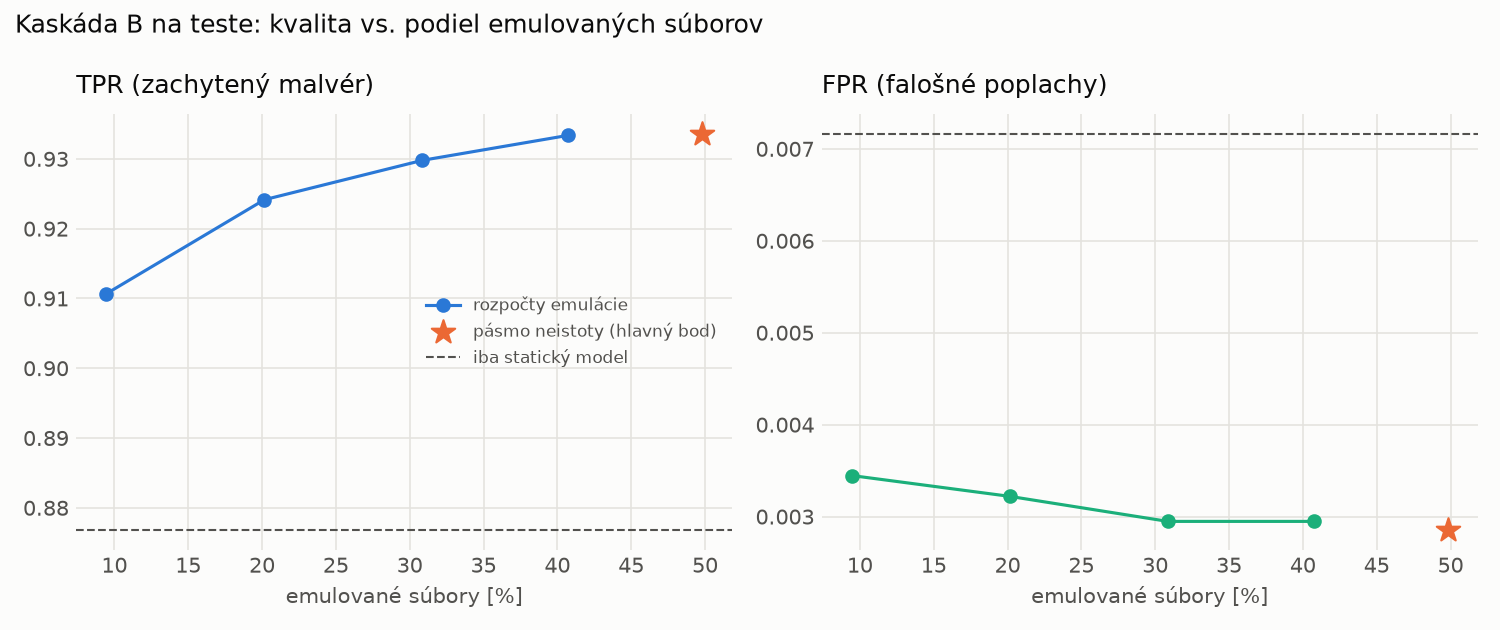 Kaskáda B na teste: kvalita vs. podiel emulovaných súborov
TPR (zachytený malvér)
0.93
0.92
0.91
0.90
0.89
0.88
rozpočty emulácie
pásmo neistoty (hlavný bod)
iba statický model
10 15 20 25 30 35 40 45 50
emulované súbory [%]
FPR (falošné poplachy)
0.007
0.006
0.005
0.004
0.003
10 15 20 25 30 35 40 45 50
emulované súbory [%]